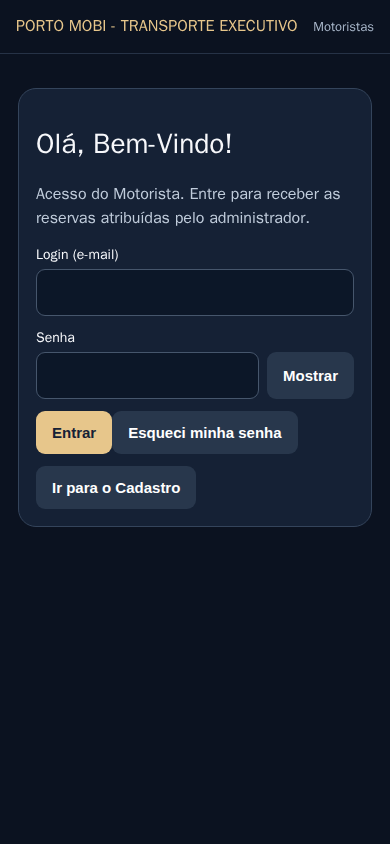 PORTO MOBI - TRANSPORTE EXECUTIVO Motoristas
Olá, Bem-Vindo!
Acesso do Motorista. Entre para receber as
reservas atribuídas pelo administrador.
Login (e-mail)
Senha
Mostrar
Entrar Esqueci minha senha
Ir para o Cadastro